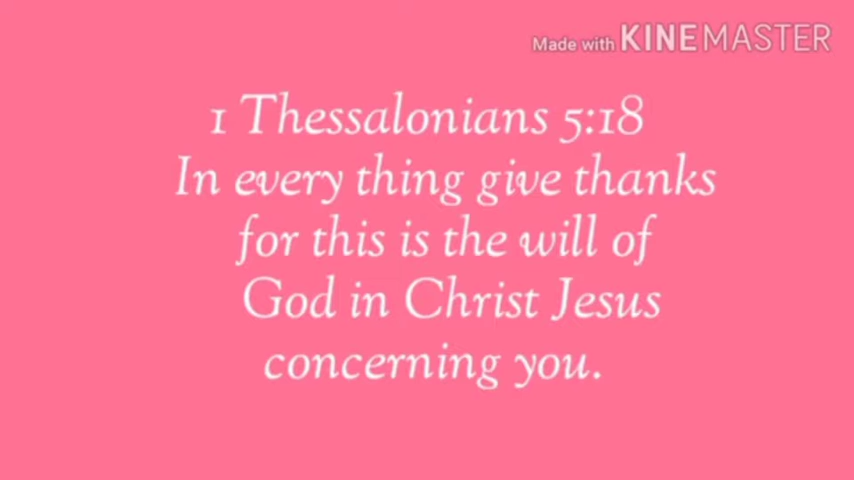 Made with KINEMASTER
1 Thessalonians 5:18
In every thing give thanks
for this is the will of
God in Christ Jesus
concerning you.